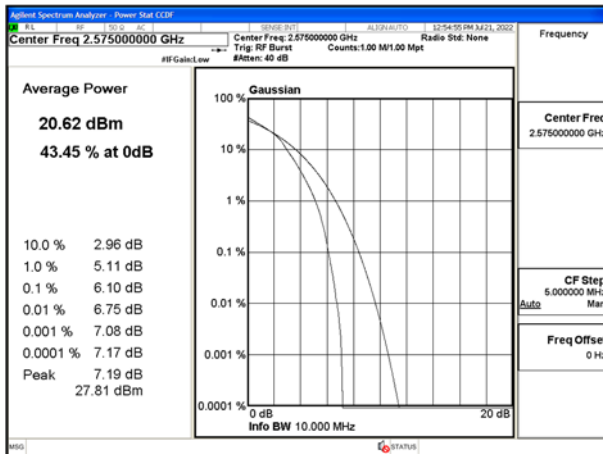 Agilent Spectrum Analyzer - Power Stat CCDF
RL RF 50 Ω AC SENSE:INT ALIGNAUTO 12:54:55 PM Jul 21, 2022
Center Freq 2.575000000 GHz
Center Freq: 2.575000000 GHz Radio Std: None
Trig: RF Burst Counts:1.00 M/1.00 Mpt
#IFGain:Low #Atten: 40 dB
Frequency
Average Power
20.62 dBm
43.45 % at 0dB
10.0 % 2.96 dB
1.0 % 5.11 dB
0.1 % 6.10 dB
0.01 % 6.75 dB
0.001 % 7.08 dB
0.0001 % 7.17 dB
Peak 7.19 dB
27.81 dBm
Gaussian
100 %
10 %
1 %
0.1 %
0.01 %
0.001 %
0.0001 %
0 dB 20 dB
Info BW 10.000 MHz
Center Freq
2.575000000 GHz
CF Step
5.000000 MHz
Auto Man
Freq Offset
0 Hz
MSG STATUS